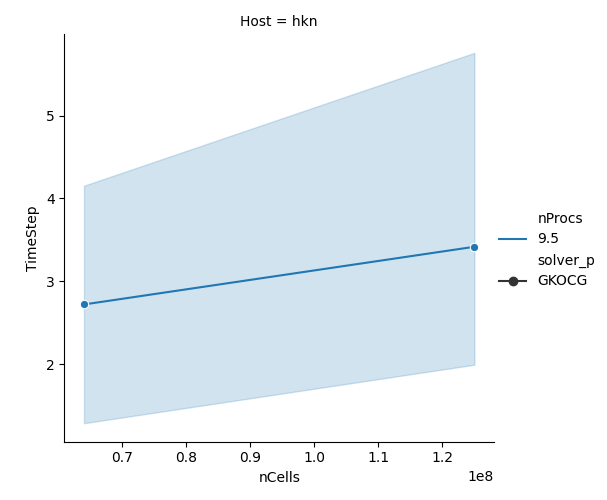 Host = hkn
TimeStep
5
4
3
2
0.7 0.8 0.9 1.0 1.1 1.2
1e8
nCells
nProcs
9.5
solver_p
GKOCG